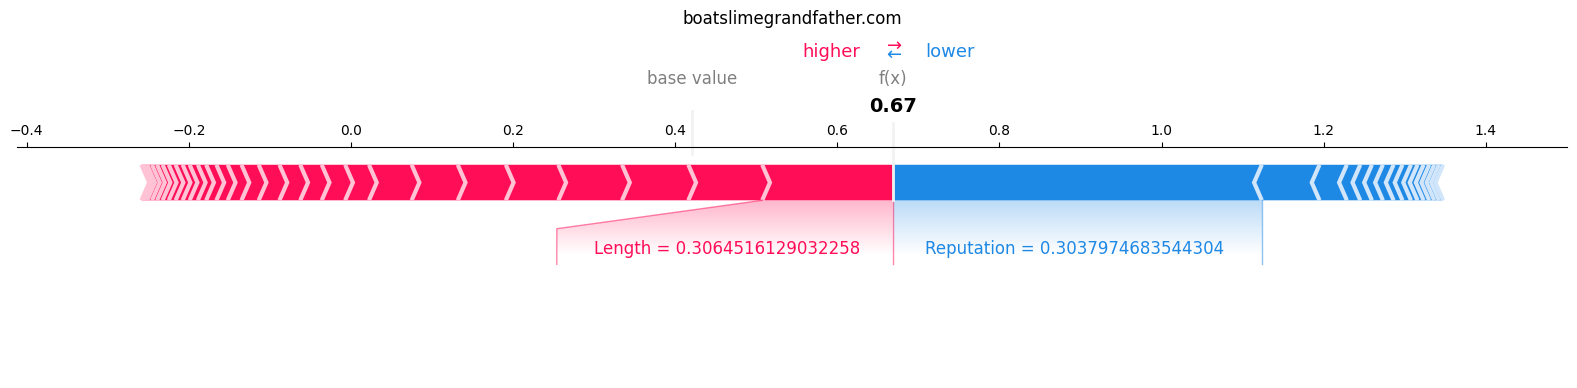 boatslimegrandfather.com
higher ⇄ lower
base value f(x)
0.67
−0.4 −0.2 0.0 0.2 0.4 0.6 0.8 1.0 1.2 1.4
Length = 0.3064516129032258 Reputation = 0.3037974683544304